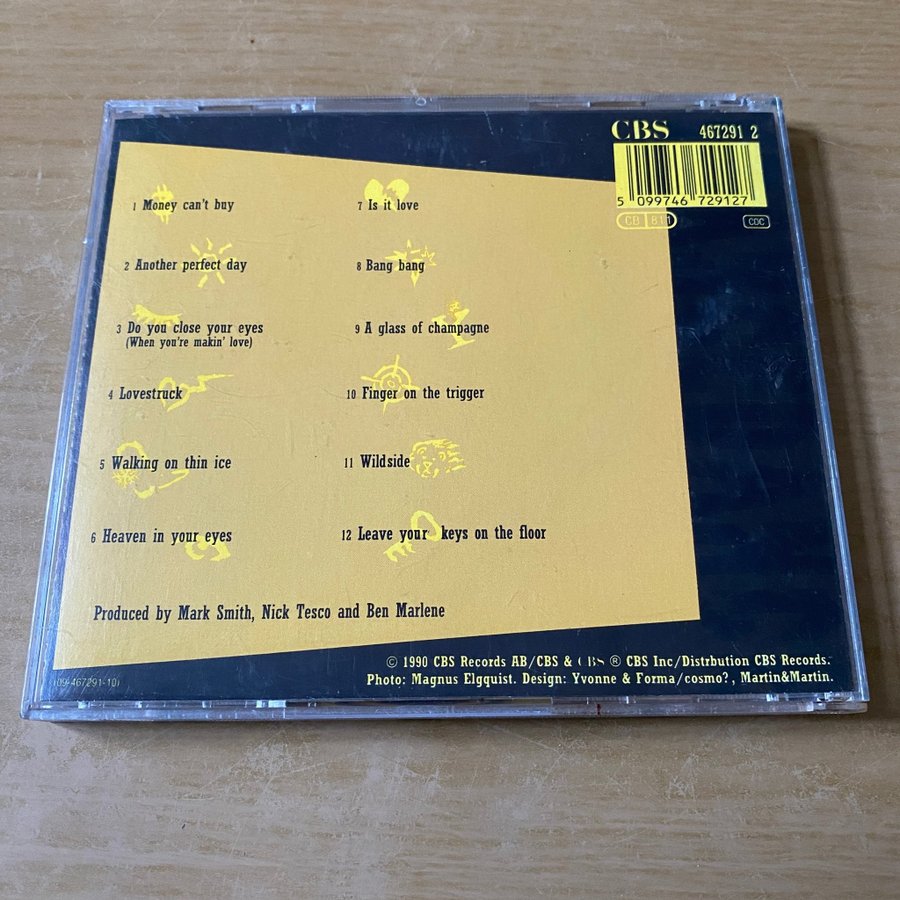 CBS 467291 2
5 099746 729127
CB 811
CDC
1 Money can't buy
2 Another perfect day
3 Do you close your eyes
(When you're makin' love)
4 Lovestruck
5 Walking on thin ice
6 Heaven in your eyes
7 Is it love
8 Bang bang
9 A glass of champagne
10 Finger on the trigger
11 Wildside
12 Leave your keys on the floor
Produced by Mark Smith, Nick Tesco and Ben Marlene
© 1990 CBS Records AB/CBS & CBS ® CBS Inc/Distrbution CBS Records.
Photo: Magnus Elgquist. Design: Yvonne & Forma/cosmo?, Martin&Martin.
(09-467291-10)